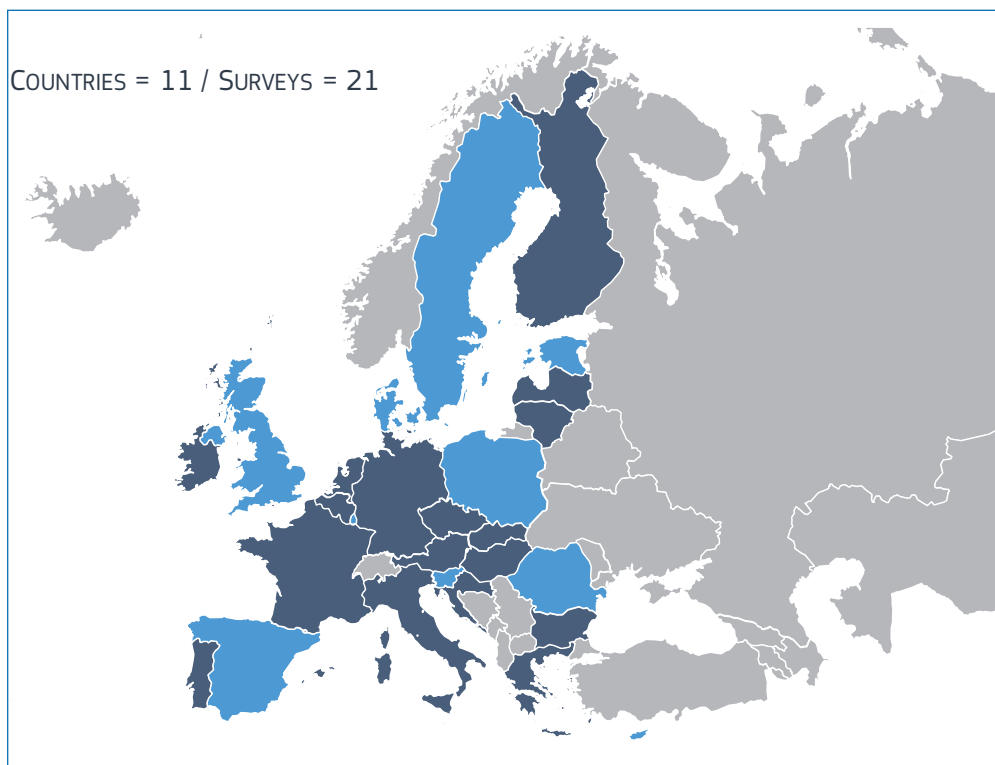 COUNTRIES = 11 / SURVEYS = 21